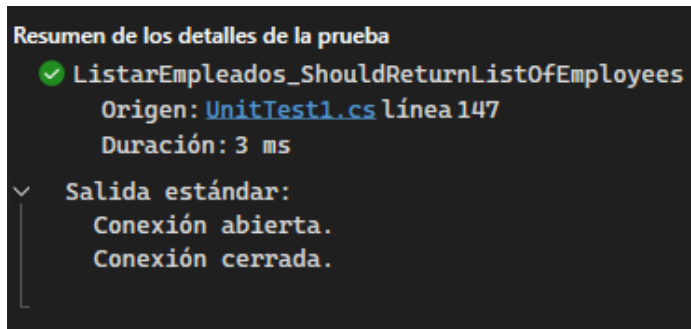 Resumen de los detalles de la prueba
ListarEmpleados_ShouldReturnListOfEmployees
Origen: UnitTest1.cs línea 147
Duración: 3 ms
Salida estándar:
Conexión abierta.
Conexión cerrada.